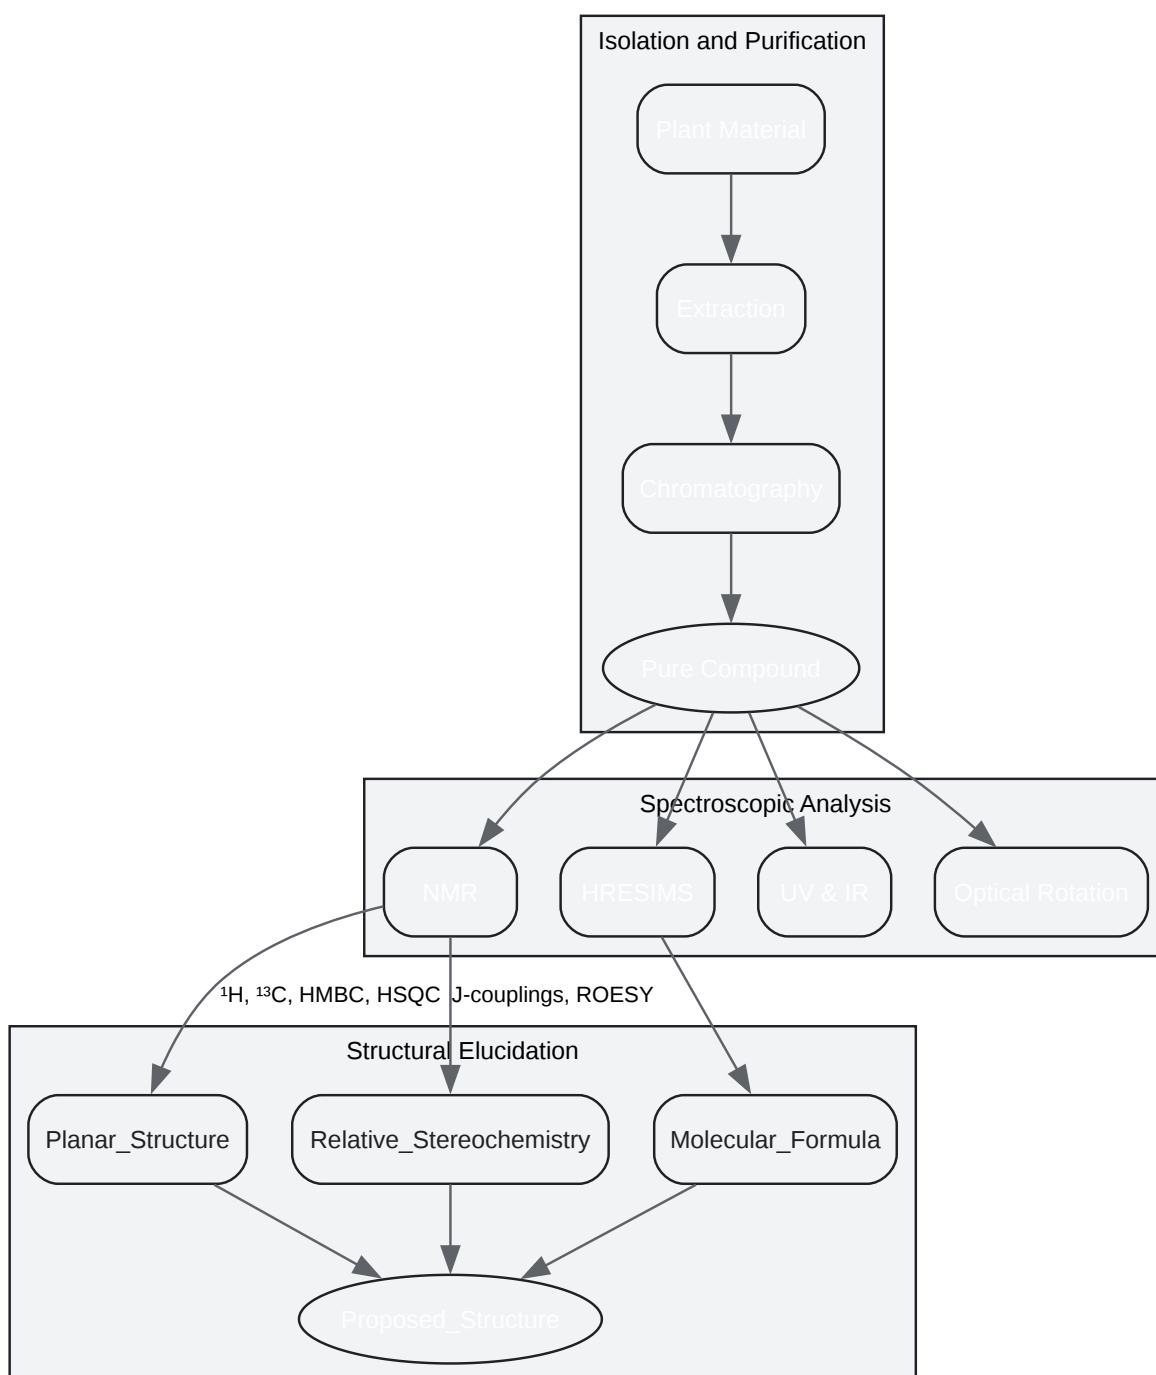 Isolation and Purification
Plant Material
Extraction
Chromatography
Pure Compound
Spectroscopic Analysis
NMR
HRESIMS
UV & IR
Optical Rotation
¹H, ¹³C, HMBC, HSQC
J-couplings, ROESY
Structural Elucidation
Planar_Structure
Relative_Stereochemistry
Molecular_Formula
Proposed_Structure